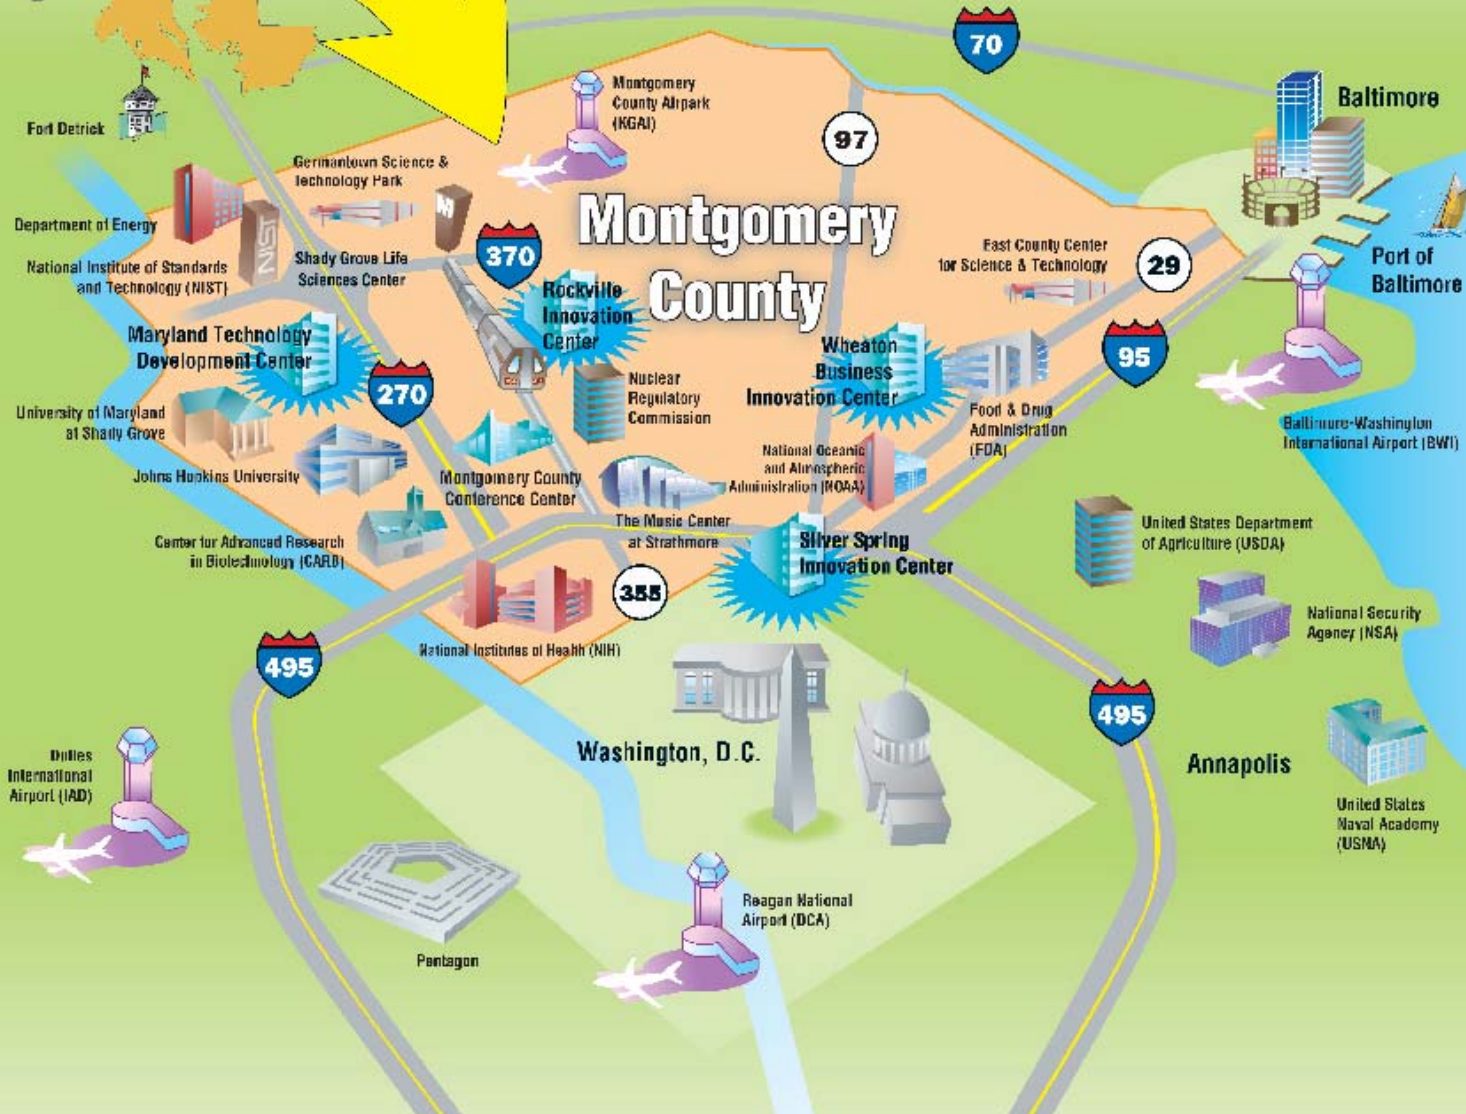 70
Baltimore
Montgomery
County Airpark
(KGAI)
Fort Detrick
97
Germantown Science &
Technology Park
M
Montgomery
County
Department of Energy
NIST
370
East County Center
for Science & Technology
29
Port of
Baltimore
National Institute of Standards
and Technology (NIST)
Shady Grove Life
Sciences Center
Rockville
Innovation
Center
Maryland Technology
Development Center
Wheaton
Business
Innovation Center
95
270
Nuclear
Regulatory
Commission
University of Maryland
at Shady Grove
Food & Drug
Administration
(FDA)
Baltimore-Washington
International Airport (BWI)
Johns Hopkins University
Montgomery County
Conference Center
National Oceanic
and Atmospheric
Administration (NOAA)
The Music Center
at Strathmore
Silver Spring
Innovation Center
United States Department
of Agriculture (USDA)
Center for Advanced Research
in Biotechnology (CARB)
355
National Security
Agency (NSA)
National Institutes of Health (NIH)
495
495
Washington, D.C.
Annapolis
Dulles
International
Airport (IAD)
United States
Naval Academy
(USNA)
Reagan National
Airport (DCA)
Pentagon